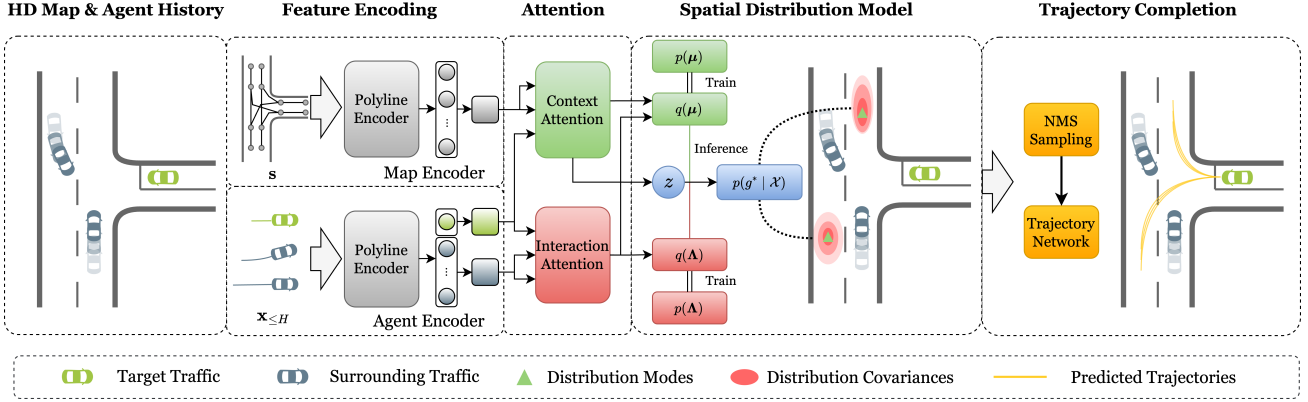 HD Map & Agent History
Feature Encoding
Attention
Spatial Distribution Model
Trajectory Completion
s
Polyline
Encoder
Map Encoder
x≤H
Polyline
Encoder
Agent Encoder
Context
Attention
Interaction
Attention
p(μ)
Train
q(μ)
Inference
z
p(g* | X)
q(Λ)
Train
p(Λ)
NMS
Sampling
Trajectory
Network
Target Traffic
Surrounding Traffic
Distribution Modes
Distribution Covariances
Predicted Trajectories